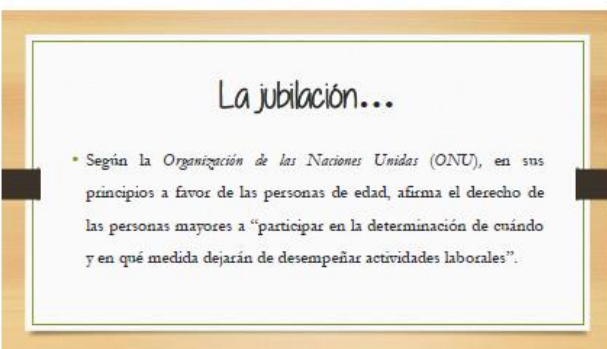 La jubilación...
• Según la Organización de las Naciones Unidas (ONU), en sus
principios a favor de las personas de edad, afirma el derecho de
las personas mayores a “participar en la determinación de cuándo
y en qué medida dejarán de desempeñar actividades laborales”.